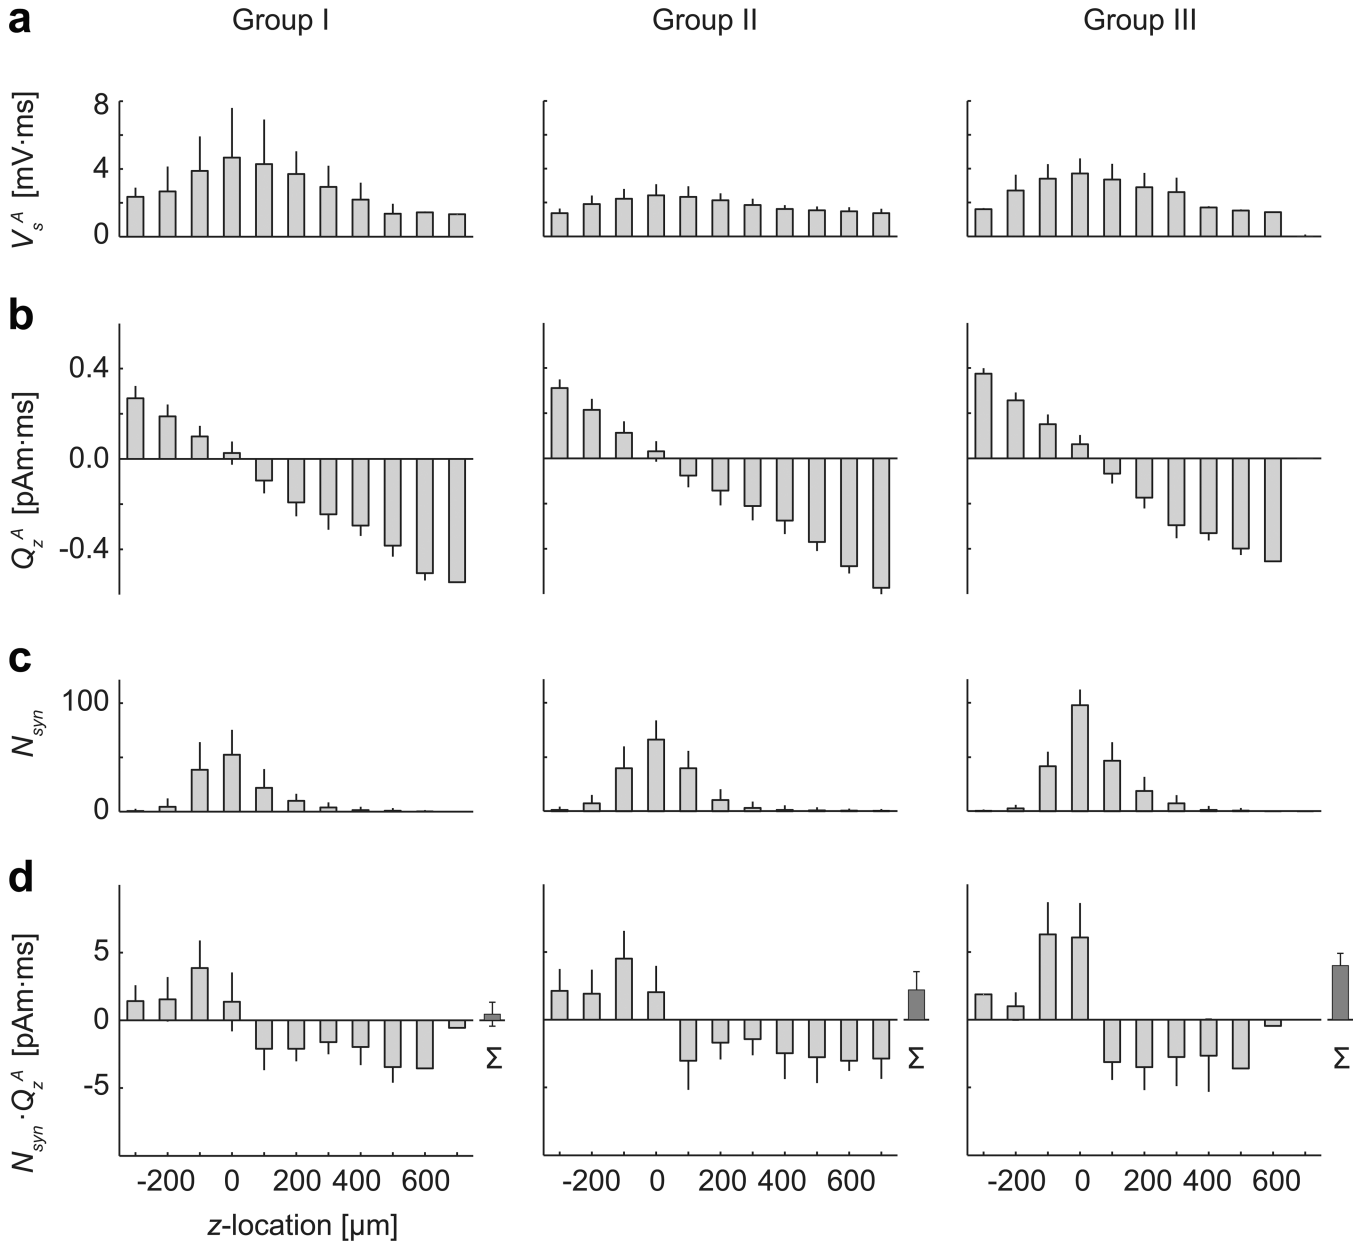 a Group I Group II Group III
V_s^A [mV·ms]
8
4
0
b
Q_z^A [pAm·ms]
0.4
0.0
-0.4
c
N_syn
100
0
d
N_syn·Q_z^A [pAm·ms]
5
0
-5
Σ Σ Σ
-200 0 200 400 600 -200 0 200 400 600 -200 0 200 400 600
z-location [µm]